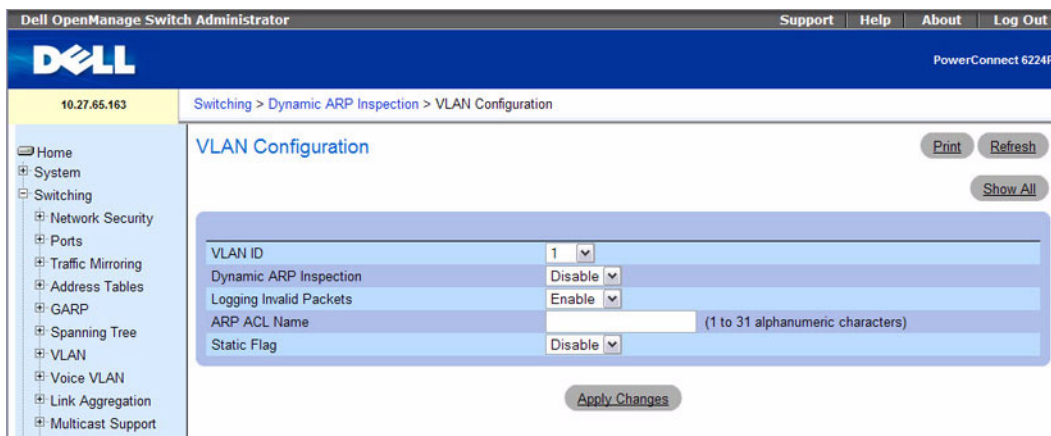 Dell OpenManage Switch Administrator
Support
Help
About
Log Out
DELL
PowerConnect 6224P
10.27.65.163
Switching > Dynamic ARP Inspection > VLAN Configuration
Home
System
Switching
Network Security
Ports
Traffic Mirroring
Address Tables
GARP
Spanning Tree
VLAN
Voice VLAN
Link Aggregation
Multicast Support
VLAN Configuration
Print
Refresh
Show All
VLAN ID 1
Dynamic ARP Inspection Disable
Logging Invalid Packets Enable
ARP ACL Name (1 to 31 alphanumeric characters)
Static Flag Disable
Apply Changes